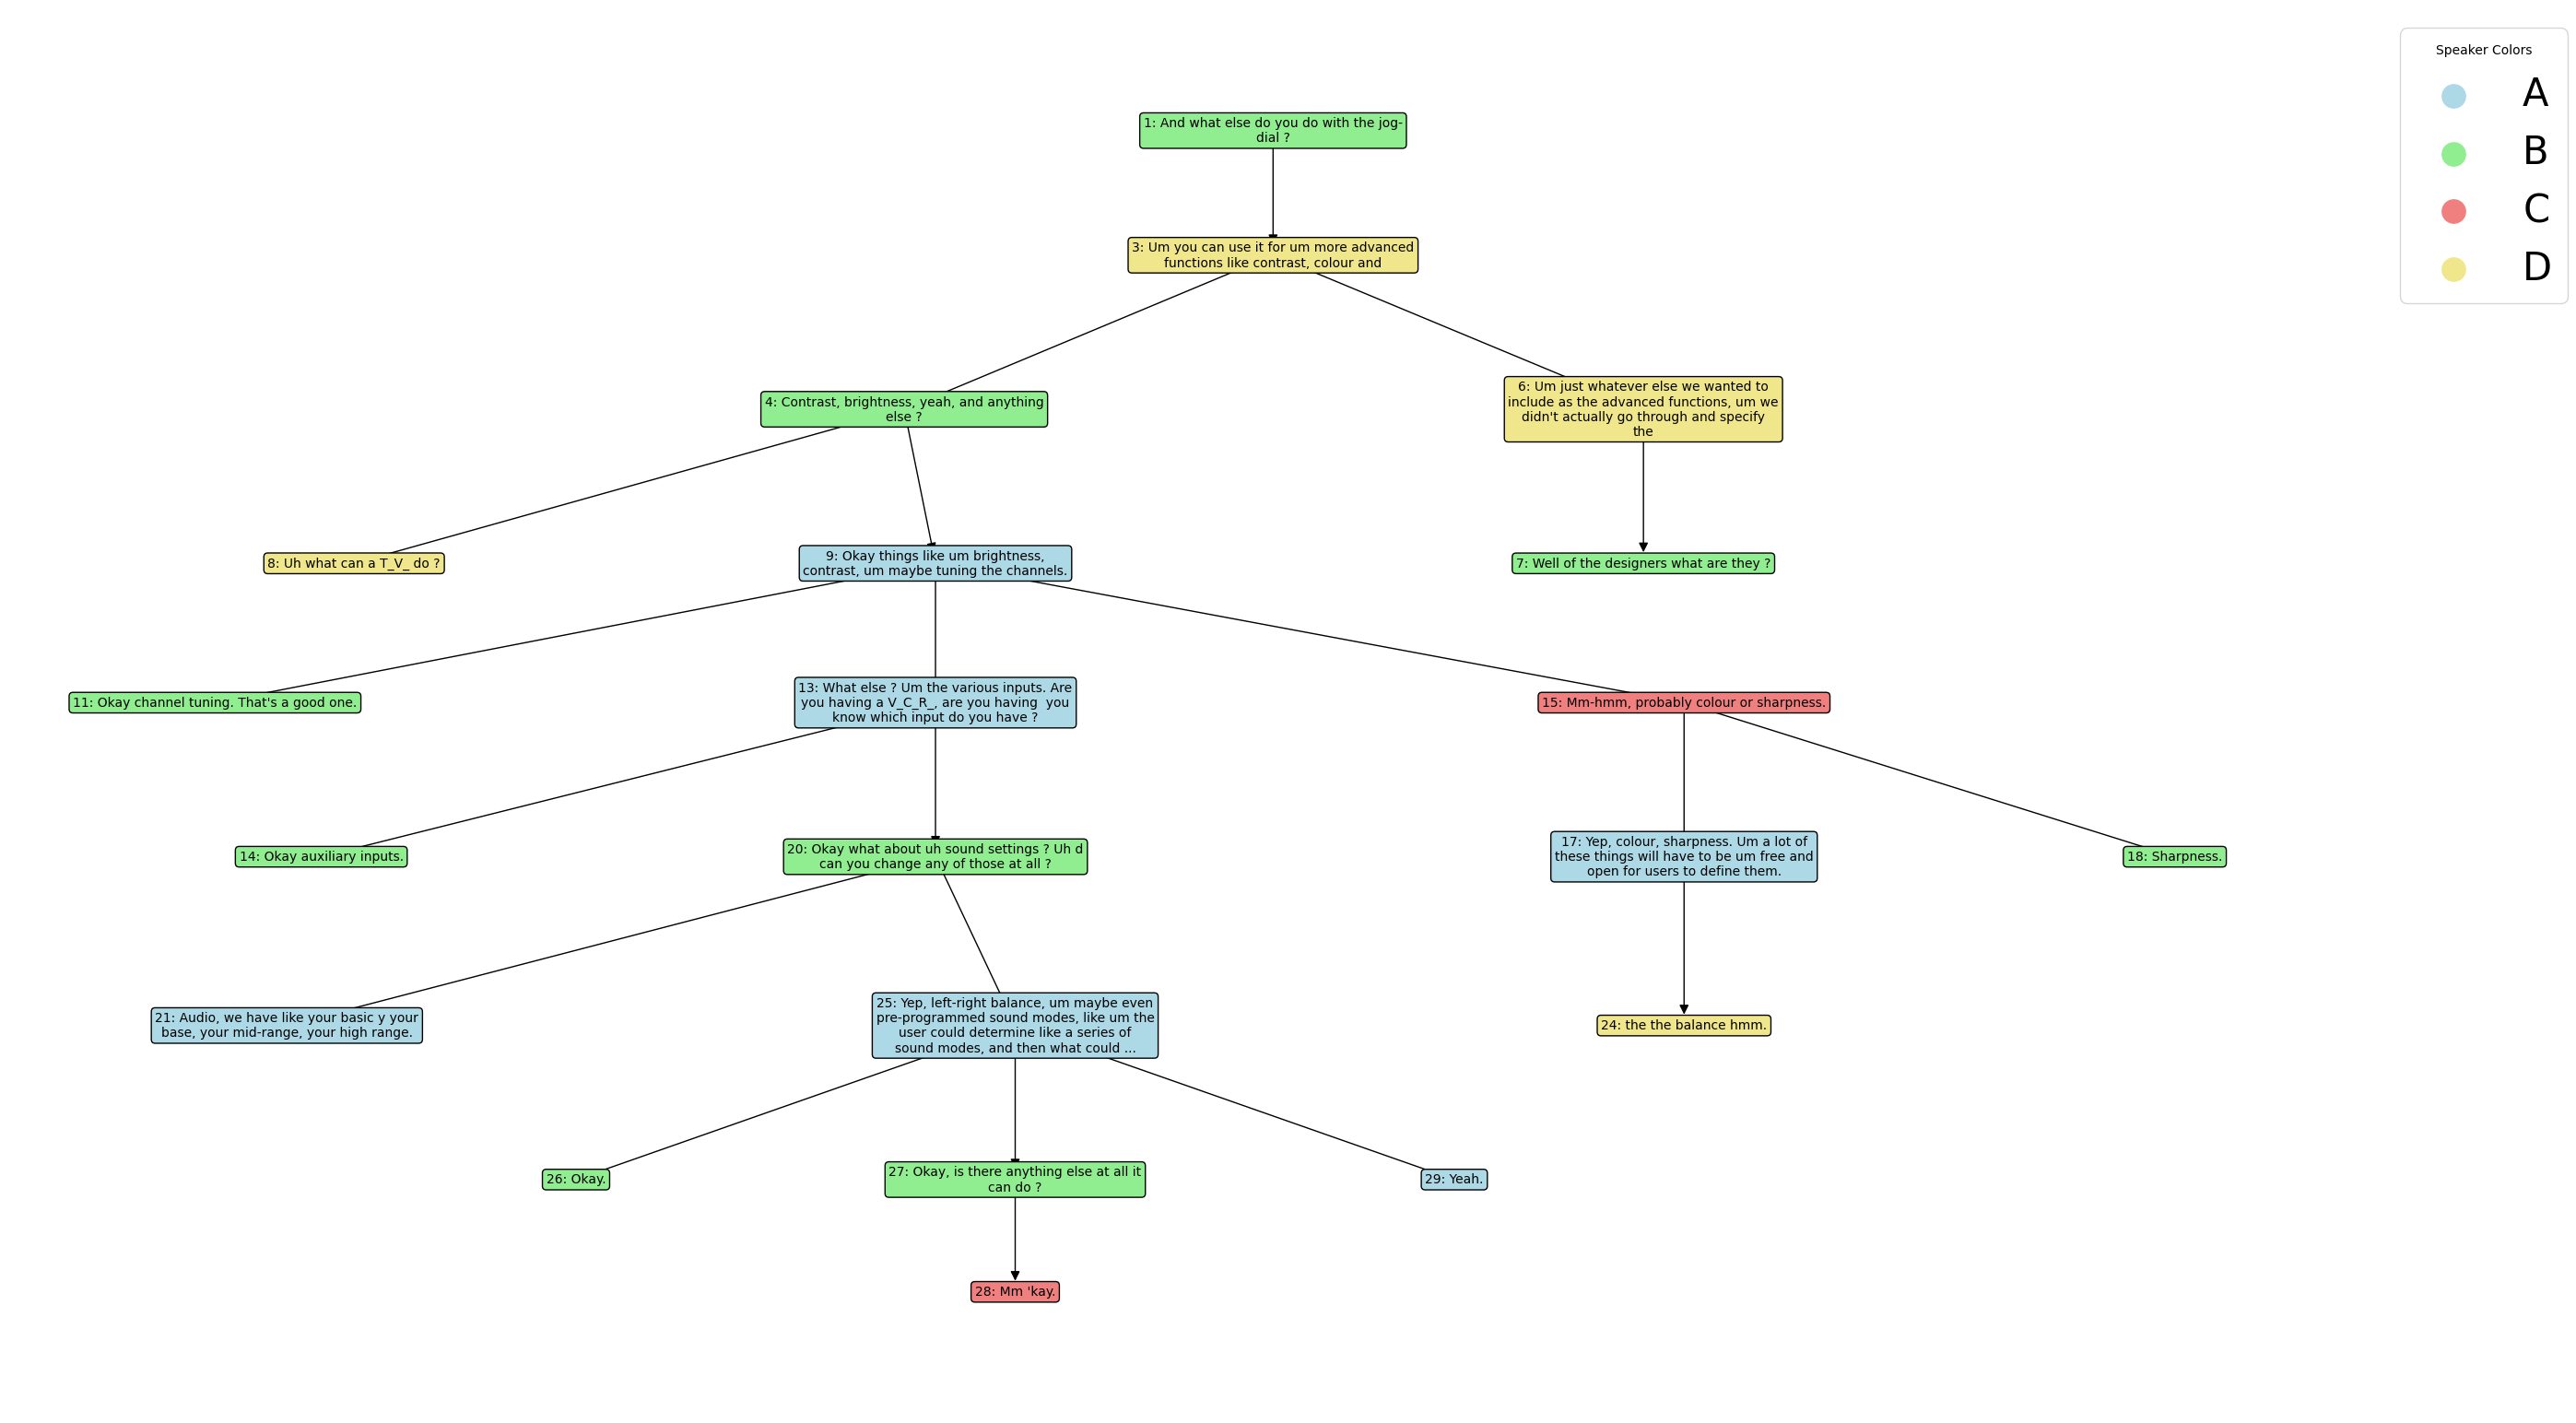 Speaker Colors
A
B
C
D
1: And what else do you do with the jog-
dial ?
3: Um you can use it for um more advanced
functions like contrast, colour and
4: Contrast, brightness, yeah, and anything
else ?
6: Um just whatever else we wanted to
include as the advanced functions, um we
didn't actually go through and specify
the
8: Uh what can a T_V_ do ?
9: Okay things like um brightness,
contrast, um maybe tuning the channels.
7: Well of the designers what are they ?
11: Okay channel tuning. That's a good one.
13: What else ? Um the various inputs. Are
you having a V_C_R_, are you having  you
know which input do you have ?
15: Mm-hmm, probably colour or sharpness.
14: Okay auxiliary inputs.
20: Okay what about uh sound settings ? Uh d
can you change any of those at all ?
17: Yep, colour, sharpness. Um a lot of
these things will have to be um free and
open for users to define them.
18: Sharpness.
21: Audio, we have like your basic y your
base, your mid-range, your high range.
25: Yep, left-right balance, um maybe even
pre-programmed sound modes, like um the
user could determine like a series of
sound modes, and then what could ...
24: the the balance hmm.
26: Okay.
27: Okay, is there anything else at all it
can do ?
29: Yeah.
28: Mm 'kay.